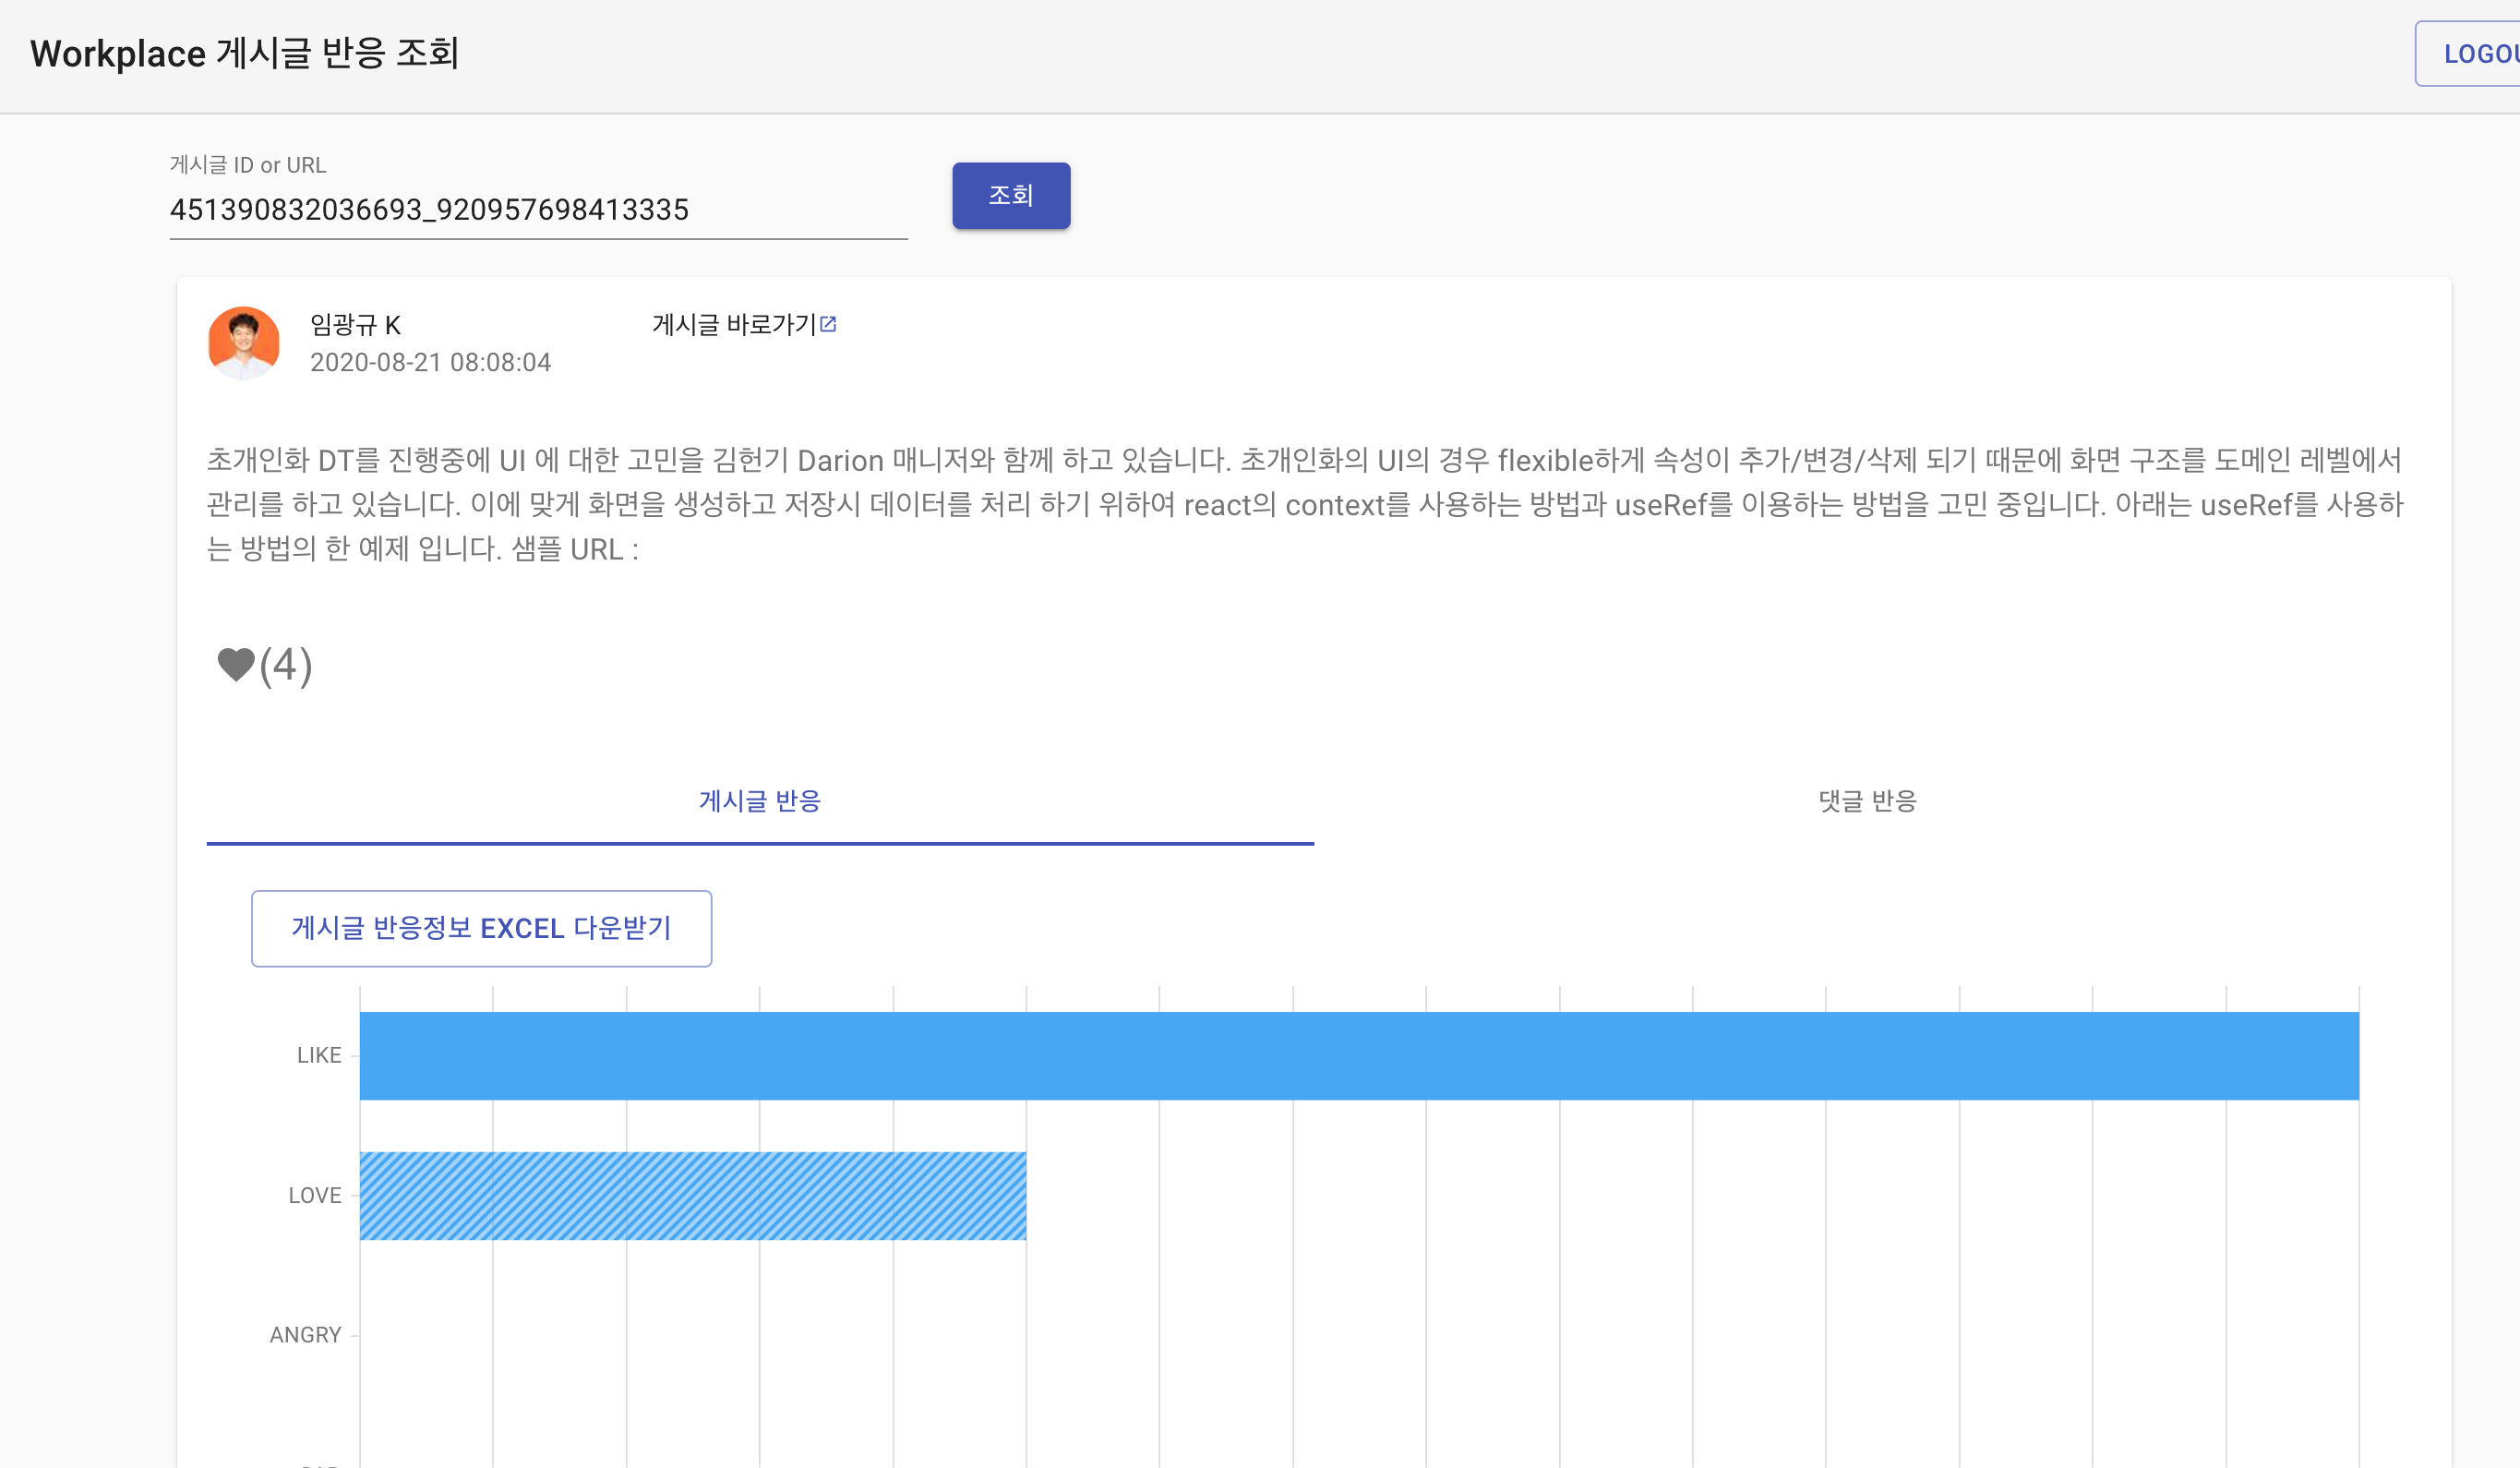 Workplace 게시글 반응 조회
게시글 ID or URL
451390832036693_920957698413335
조회
임광규 K
게시글 바로가기
2020-08-21 08:08:04
초개인화 DT를 진행중에 UI 에 대한 고민을 김헌기 Darion 매니저와 함께 하고 있습니다. 초개인화의 UI의 경우 flexible하게 속성이 추가/변경/삭제 되기 때문에 화면 구조를 도메인 레벨에서
관리를 하고 있습니다. 이에 맞게 화면을 생성하고 저장시 데이터를 처리 하기 위하여 react의 context를 사용하는 방법과 useRef를 이용하는 방법을 고민 중입니다. 아래는 useRef를 사용하
는 방법의 한 예제 입니다. 샘플 URL :
(4)
게시글 반응
댓글 반응
게시글 반응정보 EXCEL 다운받기
LIKE
LOVE
ANGRY